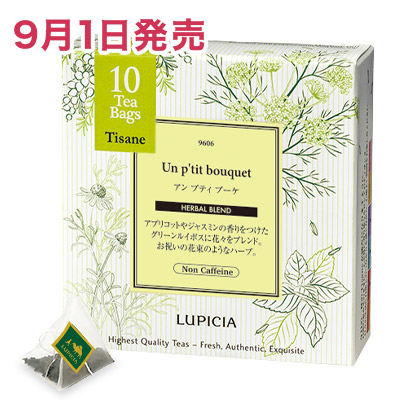 9月1日発売
10
Tea
Bags
Tisane
9606
Un p'tit bouquet
アン プティ ブーケ
HERBAL BLEND
アプリコットやジャスミンの香りをつけた
グリーンルイボスに花々をブレンド。
お祝いの花束のようなハーブ。
Non Caffeine
LUPICIA
Highest Quality Teas – Fresh, Authentic, Exquisite
LUPICIA